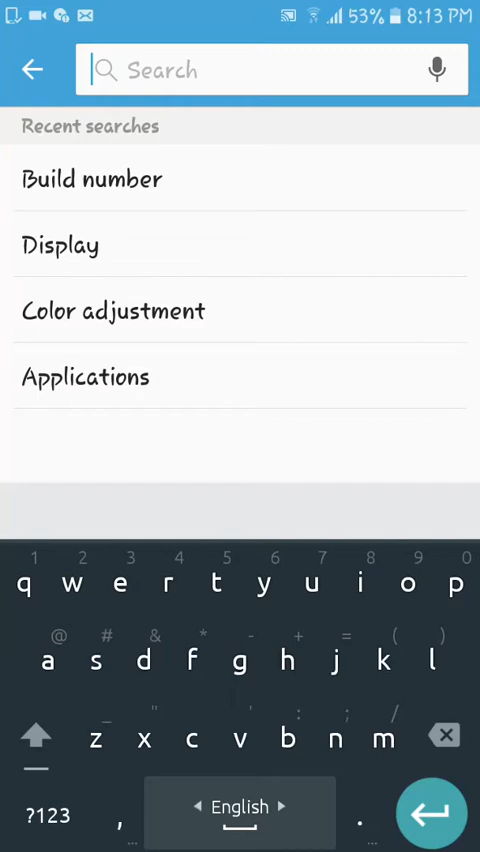 53% 8:13 PM
Search
Recent searches
Build number
Display
Color adjustment
Applications
1 2 3 4 5 6 7 8 9 0
q w e r t y u i o p
@ # & * - + = ( )
a s d f g h j k l
_ " ' : ; /
z x c v b n m
?123 , English .